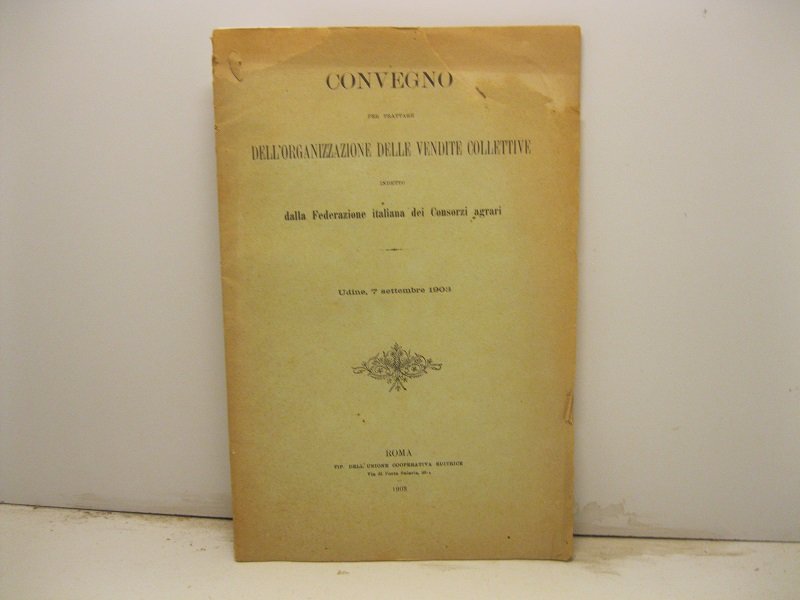 CONVEGNO
PER TRATTARE
DELL'ORGANIZZAZIONE DELLE VENDITE COLLETTIVE
INDETTO
dalla Federazione italiana dei Consorzi agrari
Udine, 7 settembre 1903
ROMA
TIP. DELL'UNIONE COOPERATIVA EDITRICE
Via di Porta Salaria,
1903